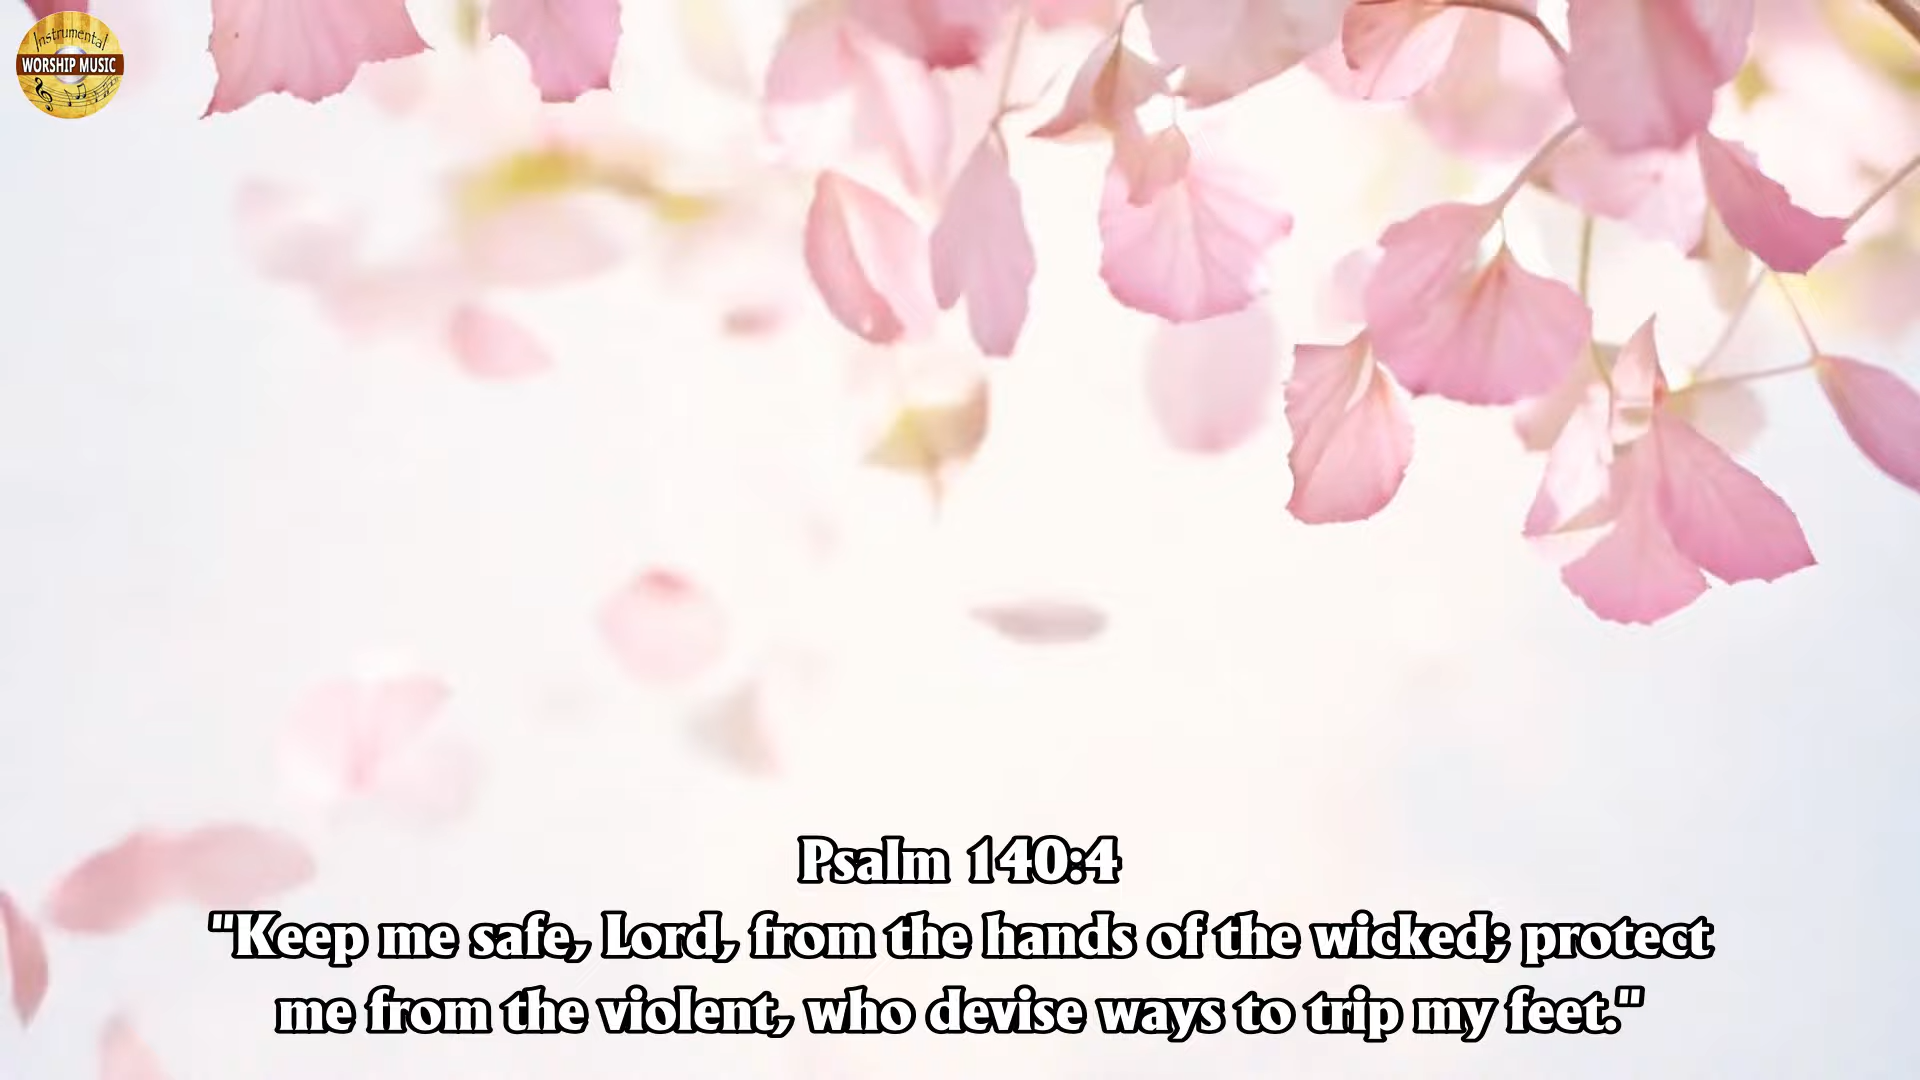 Instrumental
WORSHIP MUSIC
Psalm 140:4
"Keep me safe, Lord, from the hands of the wicked; protect
me from the violent, who devise ways to trip my feet."